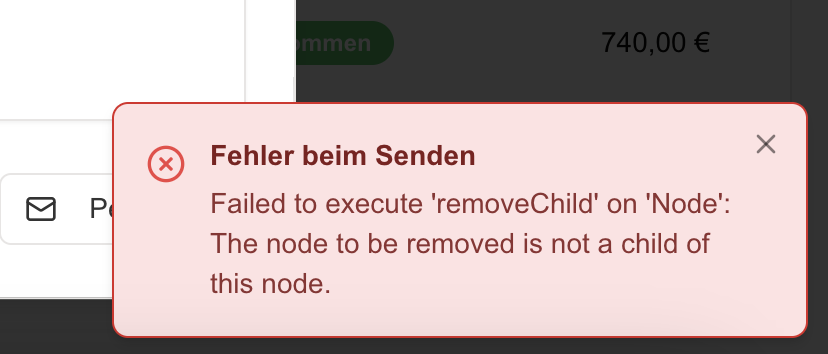 740,00 €
Fehler beim Senden
Failed to execute 'removeChild' on 'Node':
The node to be removed is not a child of
this node.